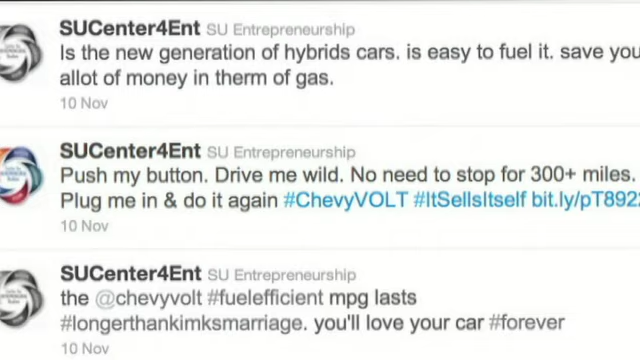 SUCenter4Ent SU Entrepreneurship
Is the new generation of hybrids cars. is easy to fuel it. save you
allot of money in therm of gas.
10 Nov
SUCenter4Ent SU Entrepreneurship
Push my button. Drive me wild. No need to stop for 300+ miles.
Plug me in & do it again #ChevyVOLT #ItSellsItself bit.ly/pT892
10 Nov
SUCenter4Ent SU Entrepreneurship
the @chevyvolt #fuelefficient mpg lasts
#longerthankimksmarriage. you'll love your car #forever
10 Nov